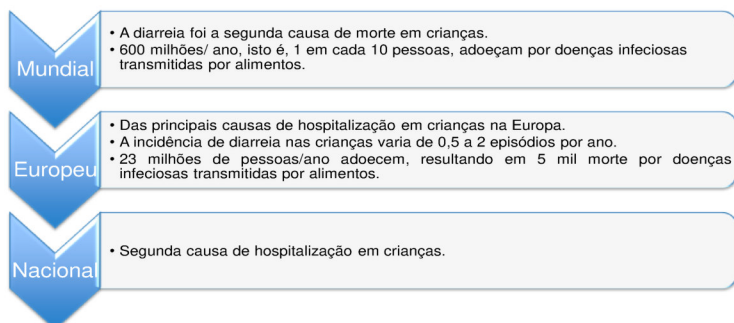 Mundial
• A diarreia foi a segunda causa de morte em crianças.
• 600 milhões/ ano, isto é, 1 em cada 10 pessoas, adoeçam por doenças infeciosas
transmitidas por alimentos.
Europeu
• Das principais causas de hospitalização em crianças na Europa.
• A incidência de diarreia nas crianças varia de 0,5 a 2 episódios por ano.
• 23 milhões de pessoas/ano adoecem, resultando em 5 mil morte por doenças
infeciosas transmitidas por alimentos.
Nacional
• Segunda causa de hospitalização em crianças.